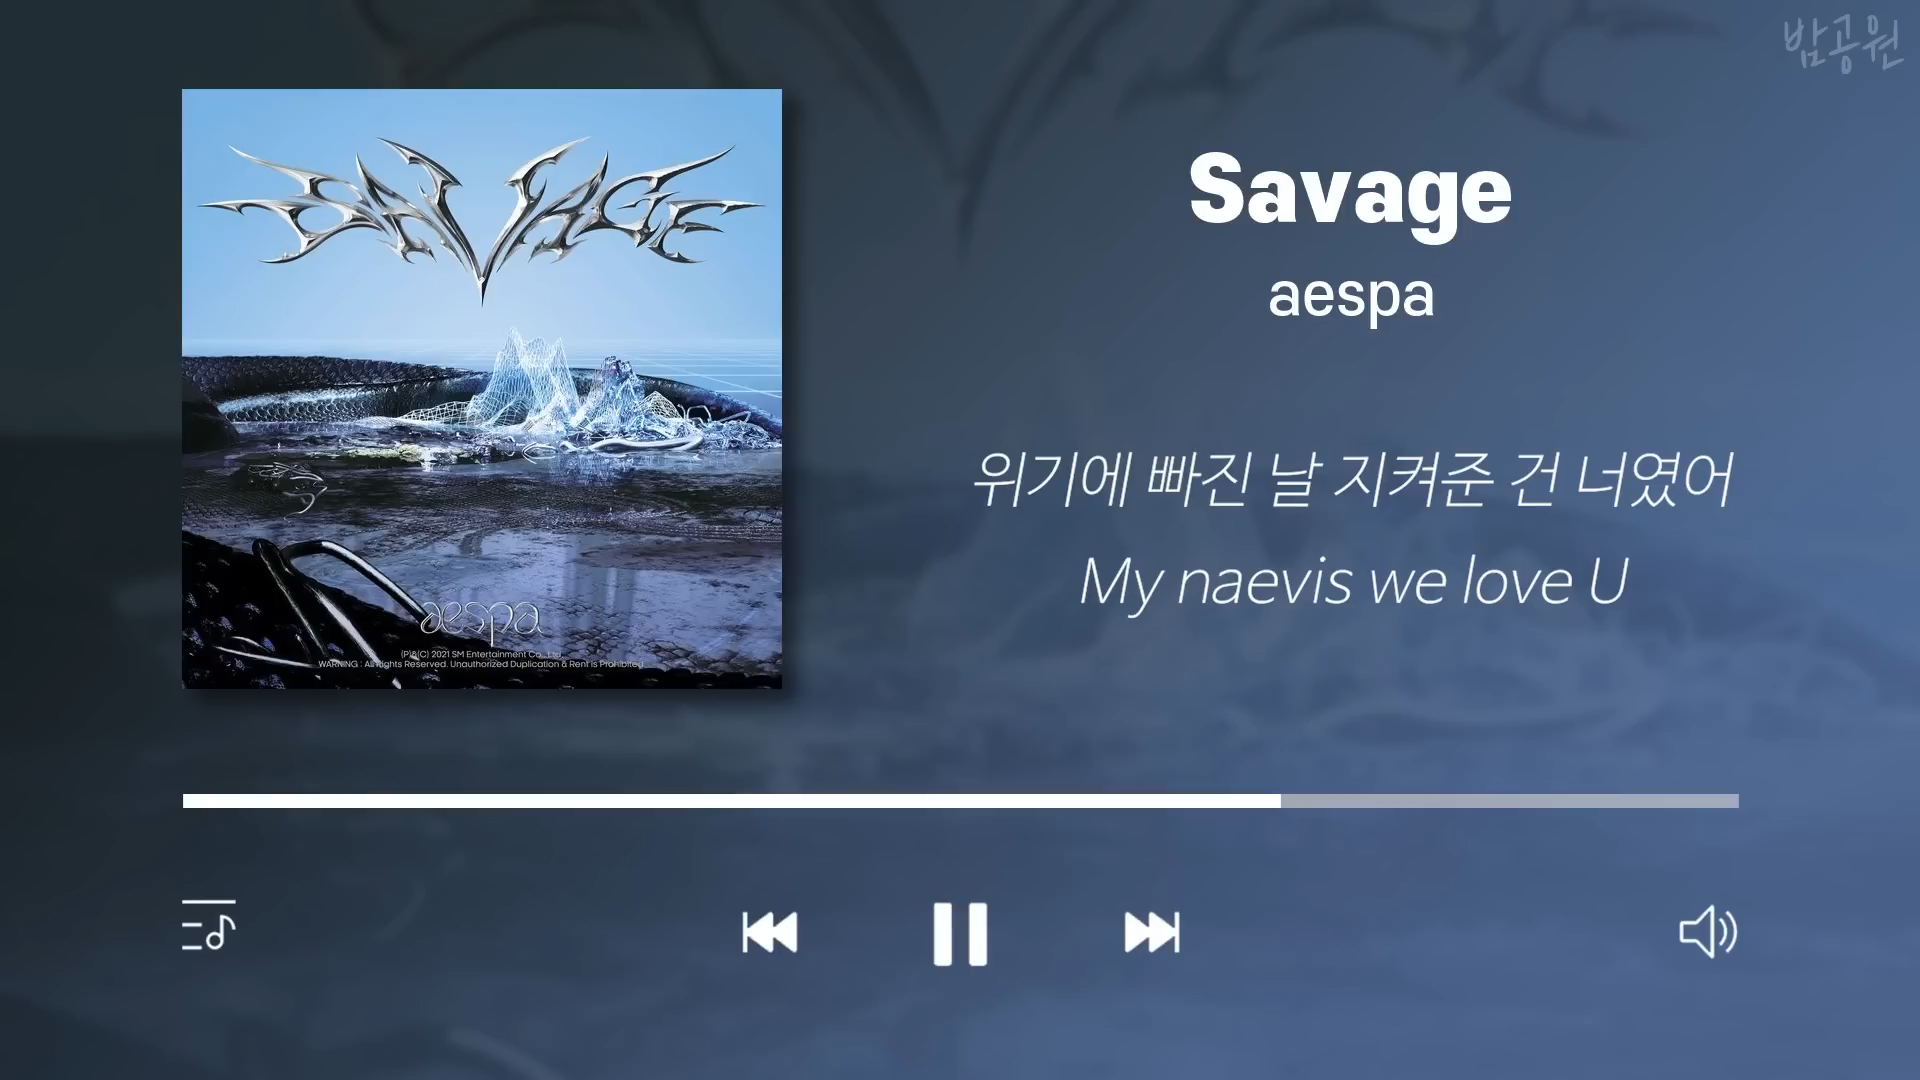 밤공원
SAVAGE
Savage
aespa
위기에 빠진 날 지켜준 건 너였어
My naevis we love U
aespa
(P)&(C) 2021 SM Entertainment Co., Ltd.
WARNING : All Rights Reserved. Unauthorized Duplication & Rent is Prohibited